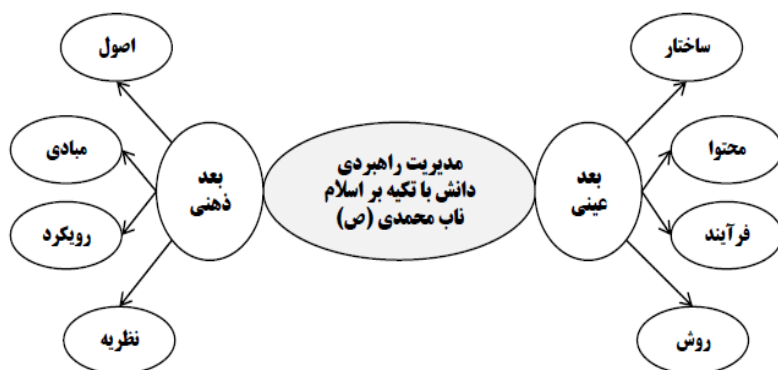 ساختار
محتوا
فرآیند
روش
بعد
عینی
مدیریت راهبردی
دانش با تکیه بر اسلام
ناب محمدی (ص)
بعد
ذهنی
اصول
مبادی
رویکرد
نظریه